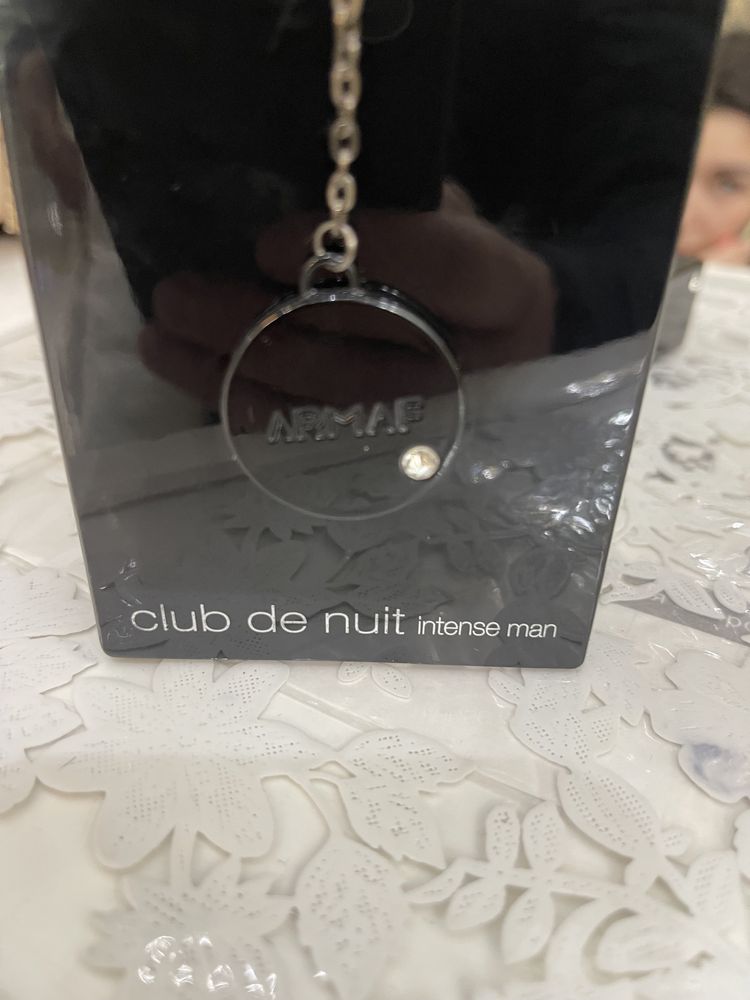 ARMAF
club de nuit intense man